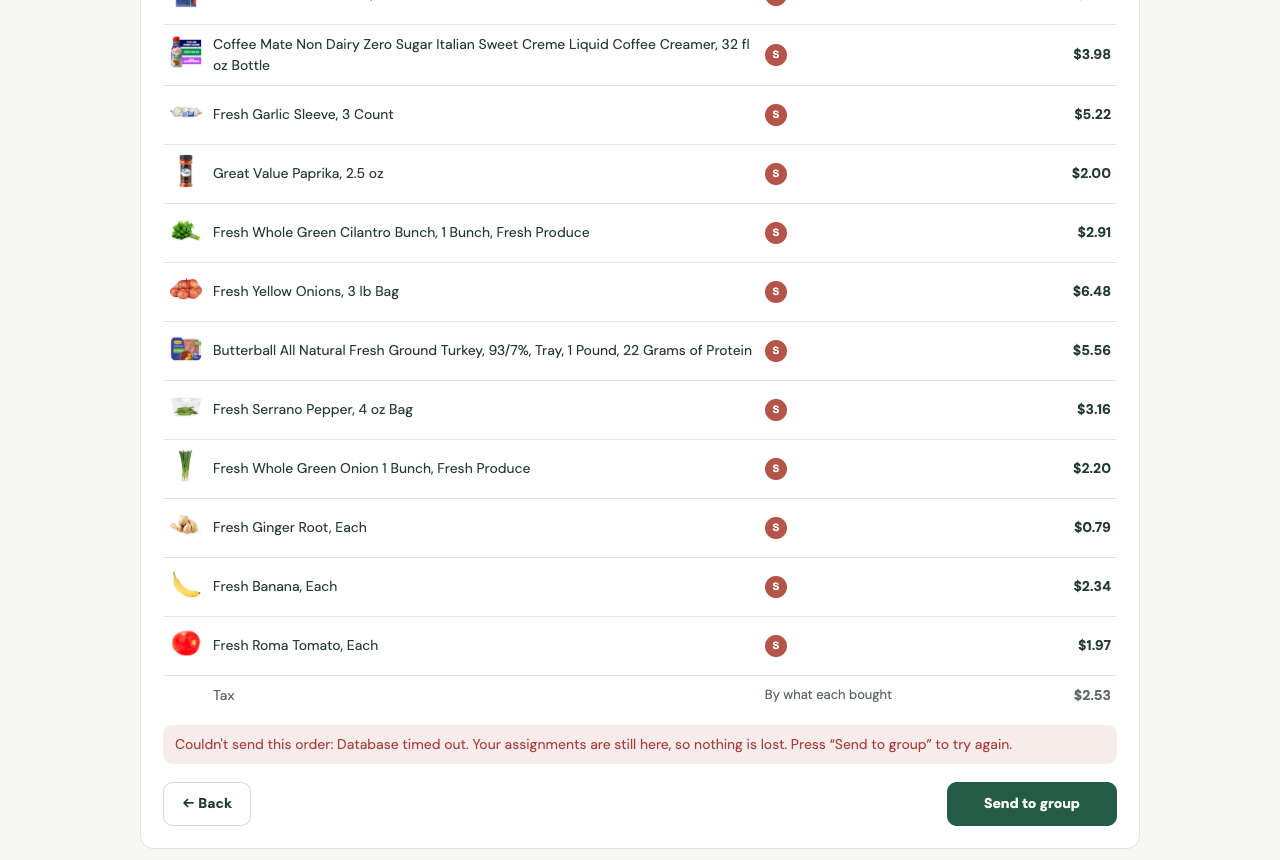 Coffee Mate Non Dairy Zero Sugar Italian Sweet Creme Liquid Coffee Creamer, 32 fl
oz Bottle
S
$3.98
Fresh Garlic Sleeve, 3 Count
S
$5.22
Great Value Paprika, 2.5 oz
S
$2.00
Fresh Whole Green Cilantro Bunch, 1 Bunch, Fresh Produce
S
$2.91
Fresh Yellow Onions, 3 lb Bag
S
$6.48
Butterball All Natural Fresh Ground Turkey, 93/7%, Tray, 1 Pound, 22 Grams of Protein
S
$5.56
Fresh Serrano Pepper, 4 oz Bag
S
$3.16
Fresh Whole Green Onion 1 Bunch, Fresh Produce
S
$2.20
Fresh Ginger Root, Each
S
$0.79
Fresh Banana, Each
S
$2.34
Fresh Roma Tomato, Each
S
$1.97
Tax
By what each bought
$2.53
Couldn't send this order: Database timed out. Your assignments are still here, so nothing is lost. Press “Send to group” to try again.
← Back
Send to group